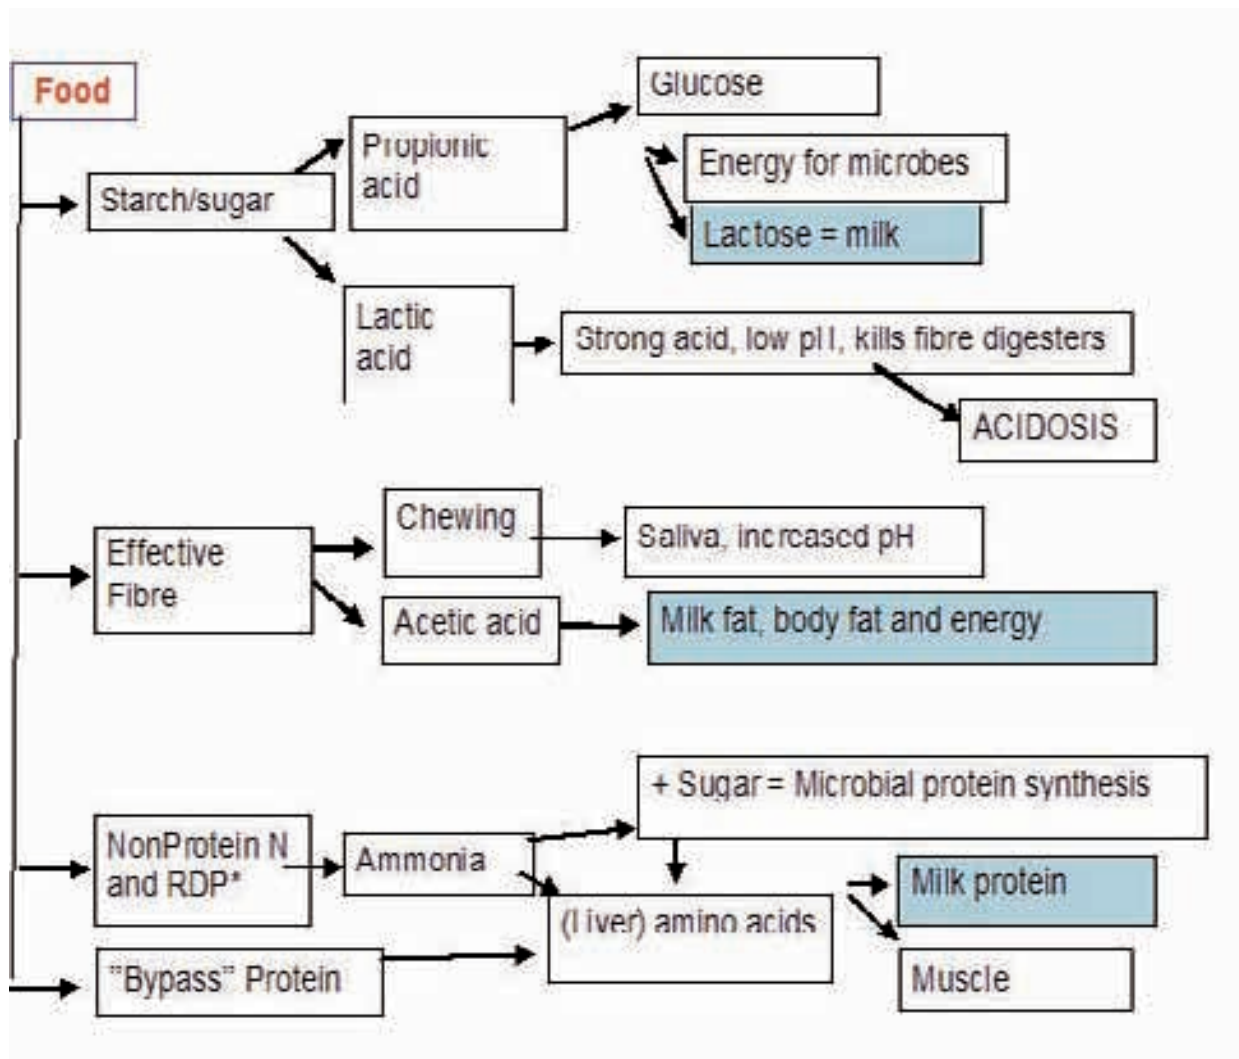 Food
Glucose
Propionic
acid
Energy for microbes
Starch/sugar
Lactose = milk
Lactic
acid
Strong acid, low pH, kills fibre digesters
ACIDOSIS
Chewing
Saliva, increased pH
Effective
Fibre
Acetic acid
Milk fat, body fat and energy
+ Sugar = Microbial protein synthesis
NonProtein N
and RDP*
Ammonia
Milk protein
(Liver) amino acids
"Bypass" Protein
Muscle